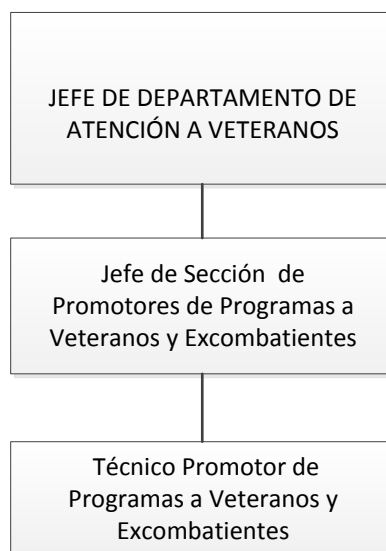 JEFE DE DEPARTAMENTO DE
ATENCIÓN A VETERANOS
Jefe de Sección de
Promotores de Programas a
Veteranos y Excombatientes
Técnico Promotor de
Programas a Veteranos y
Excombatientes